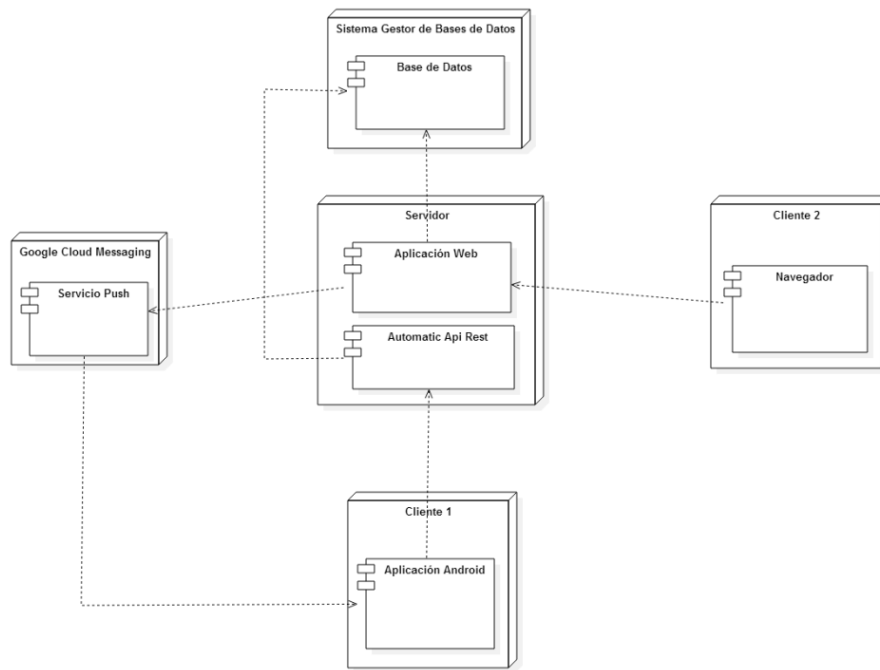 Sistema Gestor de Bases de Datos
Base de Datos
Servidor
Aplicación Web
Automatic Api Rest
Google Cloud Messaging
Servicio Push
Cliente 2
Navegador
Cliente 1
Aplicación Android